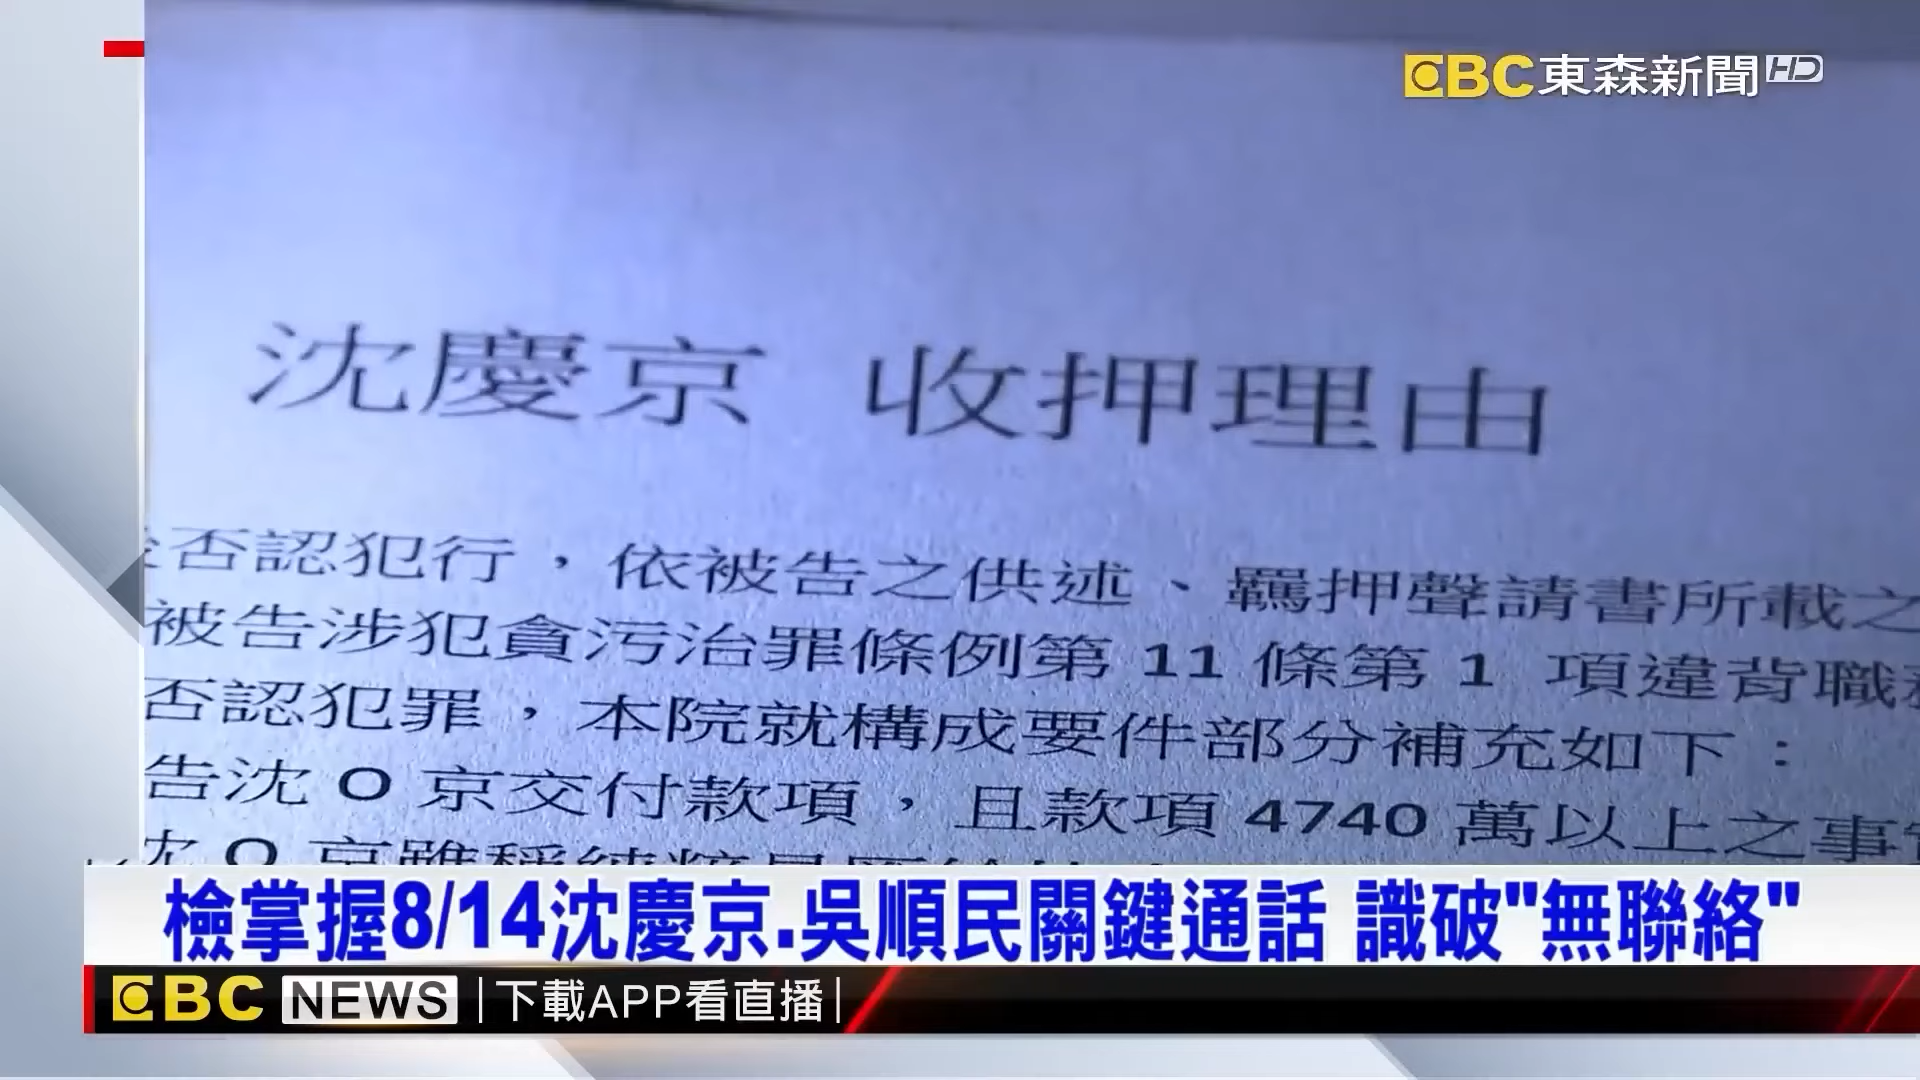 EBC東森新聞HD
沈慶京 收押理由
否認犯行，依被告之供述、羈押聲請書所載之
被告涉犯貪污治罪條例第 11 條第 1 項違背職務
否認犯罪，本院就構成要件部分補充如下：
告沈 O 京交付款項，且款項 4740 萬以上之事
沈 O 京雖稱
檢掌握8/14沈慶京.吳順民關鍵通話 識破"無聯絡"
EBC NEWS 下載APP看直播